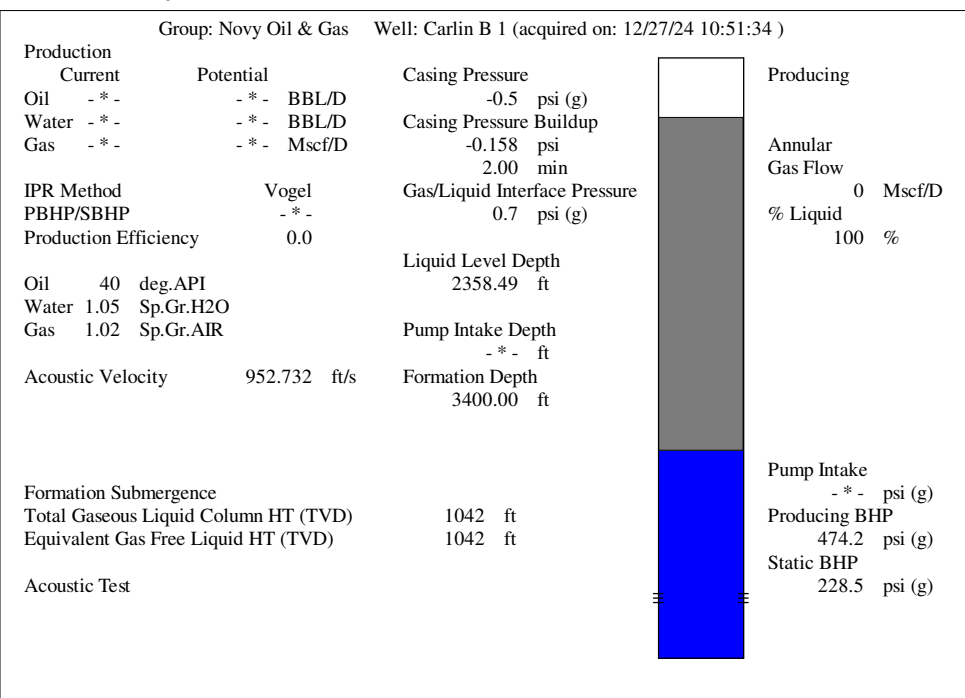 Group: Novy Oil & Gas Well: Carlin B 1 (acquired on: 12/27/24 10:51:34 )
Production
Current Potential
Oil - * - - * - BBL/D
Water - * - - * - BBL/D
Gas - * - - * - Mscf/D
IPR Method Vogel
PBHP/SBHP - * -
Production Efficiency 0.0
Oil 40 deg.API
Water 1.05 Sp.Gr.H2O
Gas 1.02 Sp.Gr.AIR
Acoustic Velocity 952.732 ft/s
Formation Submergence
Total Gaseous Liquid Column HT (TVD) 1042 ft
Equivalent Gas Free Liquid HT (TVD) 1042 ft
Acoustic Test
Casing Pressure
-0.5 psi (g)
Casing Pressure Buildup
-0.158 psi
2.00 min
Gas/Liquid Interface Pressure
0.7 psi (g)
Liquid Level Depth
2358.49 ft
Pump Intake Depth
- * - ft
Formation Depth
3400.00 ft
Producing
Annular
Gas Flow
0 Mscf/D
% Liquid
100 %
Pump Intake
- * - psi (g)
Producing BHP
474.2 psi (g)
Static BHP
228.5 psi (g)